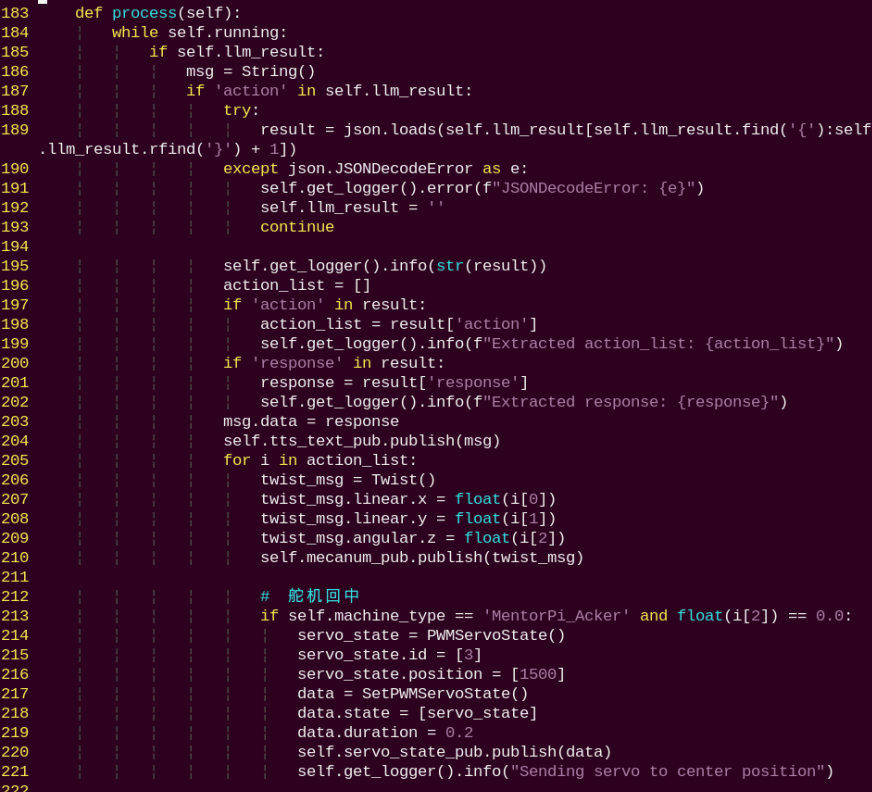 183     def process(self):
184         while self.running:
185             if self.llm_result:
186                 msg = String()
187                 if 'action' in self.llm_result:
188                     try:
189                         result = json.loads(self.llm_result[self.llm_result.find('{'):self
.llm_result.rfind('}') + 1])
190                     except json.JSONDecodeError as e:
191                         self.get_logger().error(f"JSONDecodeError: {e}")
192                         self.llm_result = ''
193                         continue
194
195                     self.get_logger().info(str(result))
196                     action_list = []
197                     if 'action' in result:
198                         action_list = result['action']
199                         self.get_logger().info(f"Extracted action_list: {action_list}")
200                     if 'response' in result:
201                         response = result['response']
202                         self.get_logger().info(f"Extracted response: {response}")
203                     msg.data = response
204                     self.tts_text_pub.publish(msg)
205                     for i in action_list:
206                         twist_msg = Twist()
207                         twist_msg.linear.x = float(i[0])
208                         twist_msg.linear.y = float(i[1])
209                         twist_msg.angular.z = float(i[2])
210                         self.mecanum_pub.publish(twist_msg)
211
212                         # 舵机回中
213                         if self.machine_type == 'MentorPi_Acker' and float(i[2]) == 0.0:
214                             servo_state = PWMServoState()
215                             servo_state.id = [3]
216                             servo_state.position = [1500]
217                             data = SetPWMServoState()
218                             data.state = [servo_state]
219                             data.duration = 0.2
220                             self.servo_state_pub.publish(data)
221                             self.get_logger().info("Sending servo to center position")
222